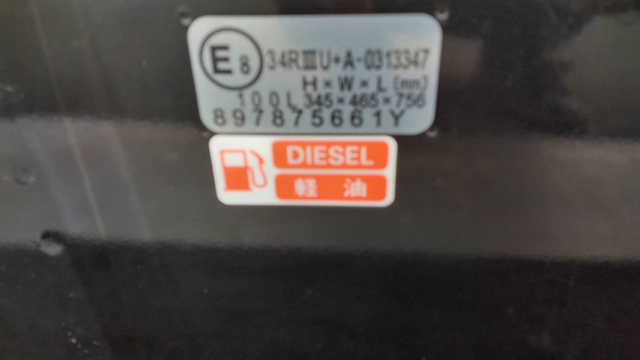 E8 34RIIIU*A-0313347
H×W×L(mm)
100L 345×465×756
897875661Y
DIESEL
軽油